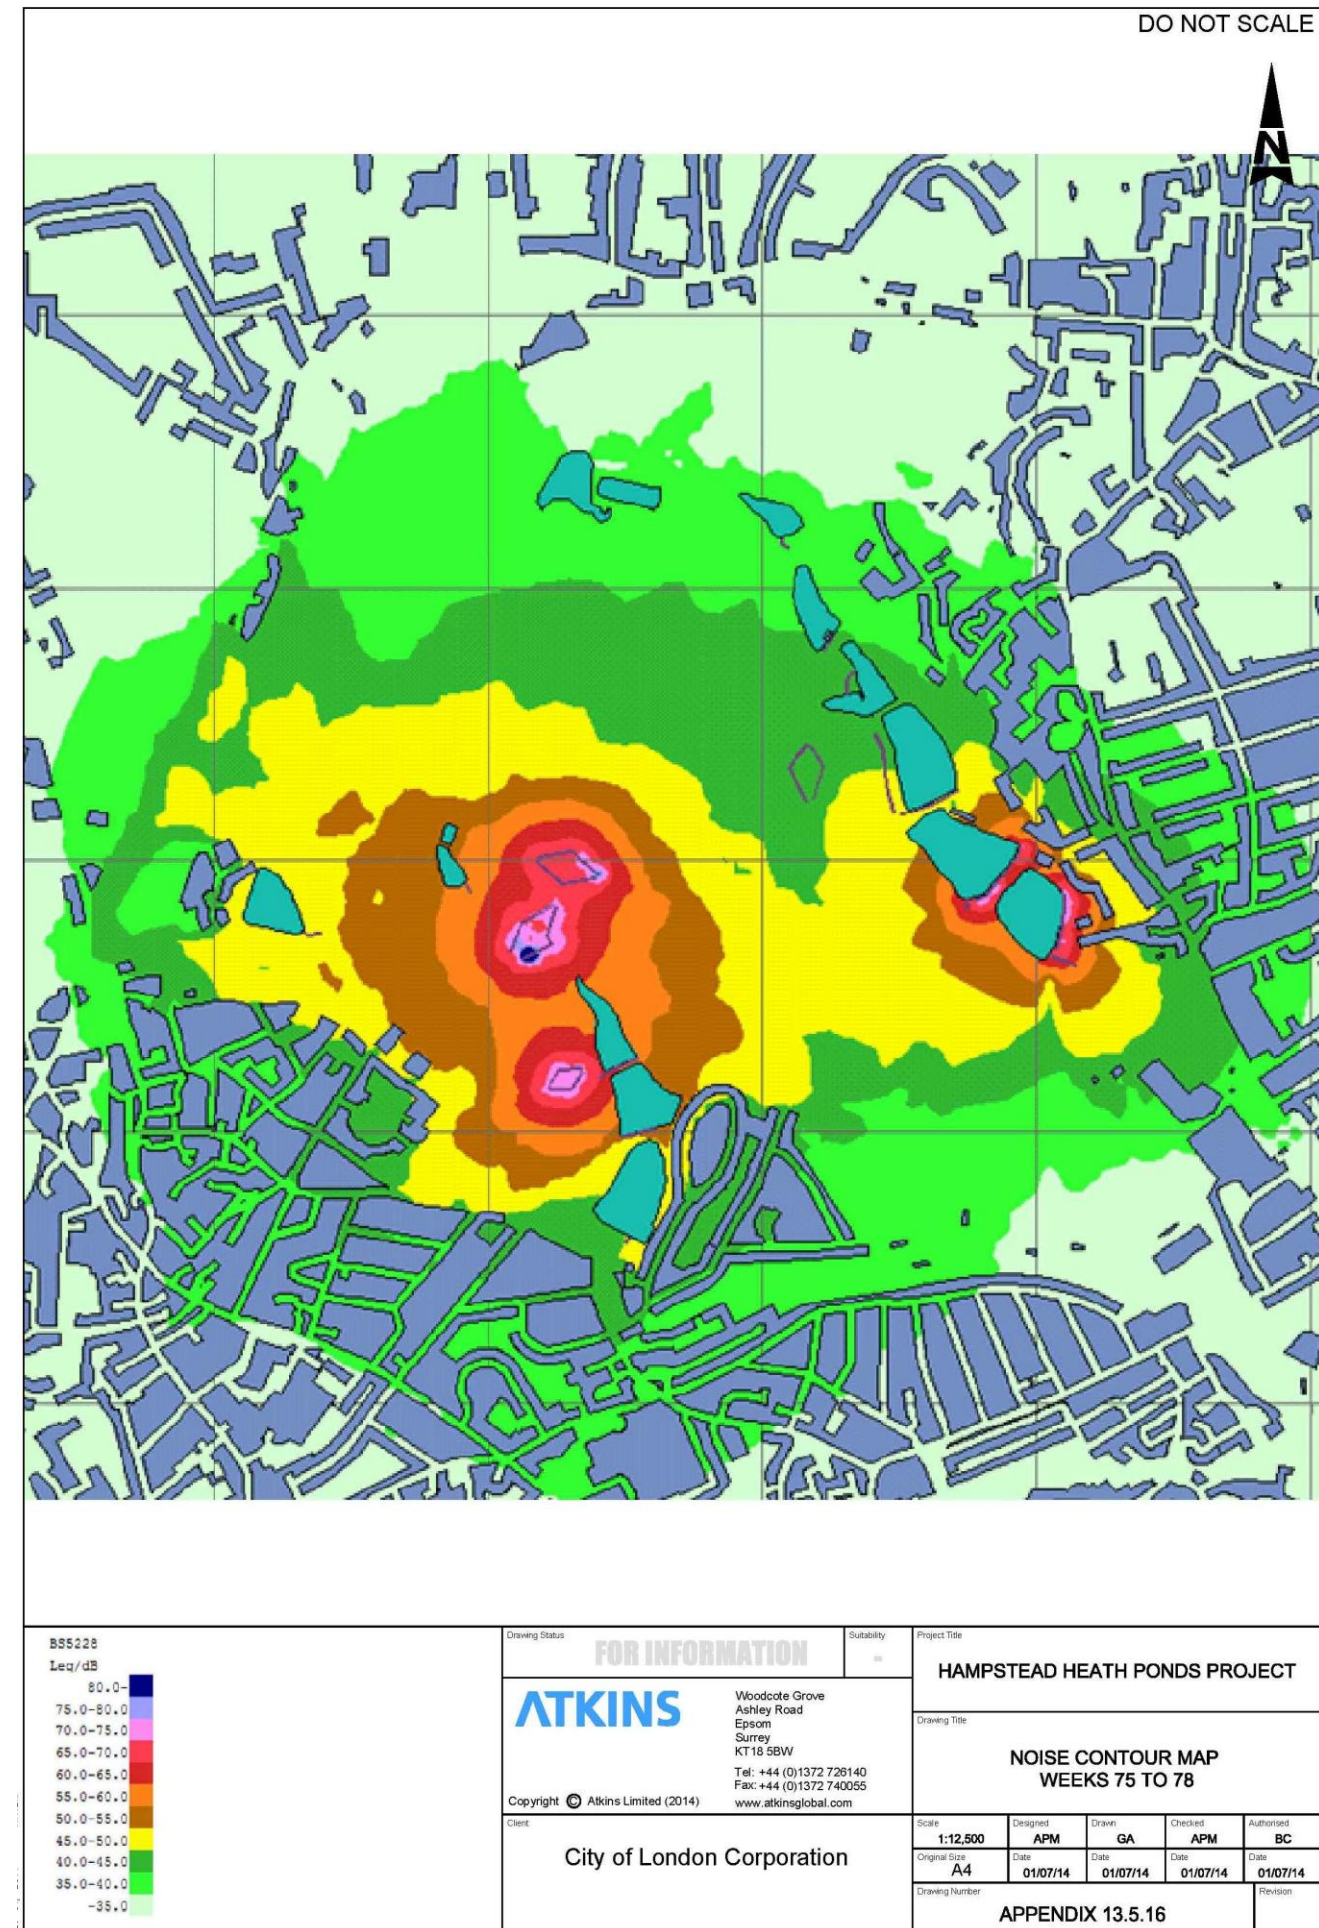 DO NOT SCALE
N
BS5228
Leq/dB
80.0-
75.0-80.0
70.0-75.0
65.0-70.0
60.0-65.0
55.0-60.0
50.0-55.0
45.0-50.0
40.0-45.0
35.0-40.0
-35.0
Drawing Status
FOR INFORMATION
Suitability
-
ATKINS
Woodcote Grove
Ashley Road
Epsom
Surrey
KT18 5BW
Tel: +44 (0)1372 726140
Fax: +44 (0)1372 740055
Copyright © Atkins Limited (2014)
www.atkinsglobal.com
Client
City of London Corporation
Project Title
HAMPSTEAD HEATH PONDS PROJECT
Drawing Title
NOISE CONTOUR MAP
WEEKS 75 TO 78
Scale
1:12,500
Designed
APM
Drawn
GA
Checked
APM
Authorised
BC
Original Size
A4
Date
01/07/14
Date
01/07/14
Date
01/07/14
Date
01/07/14
Drawing Number
APPENDIX 13.5.16
Revision